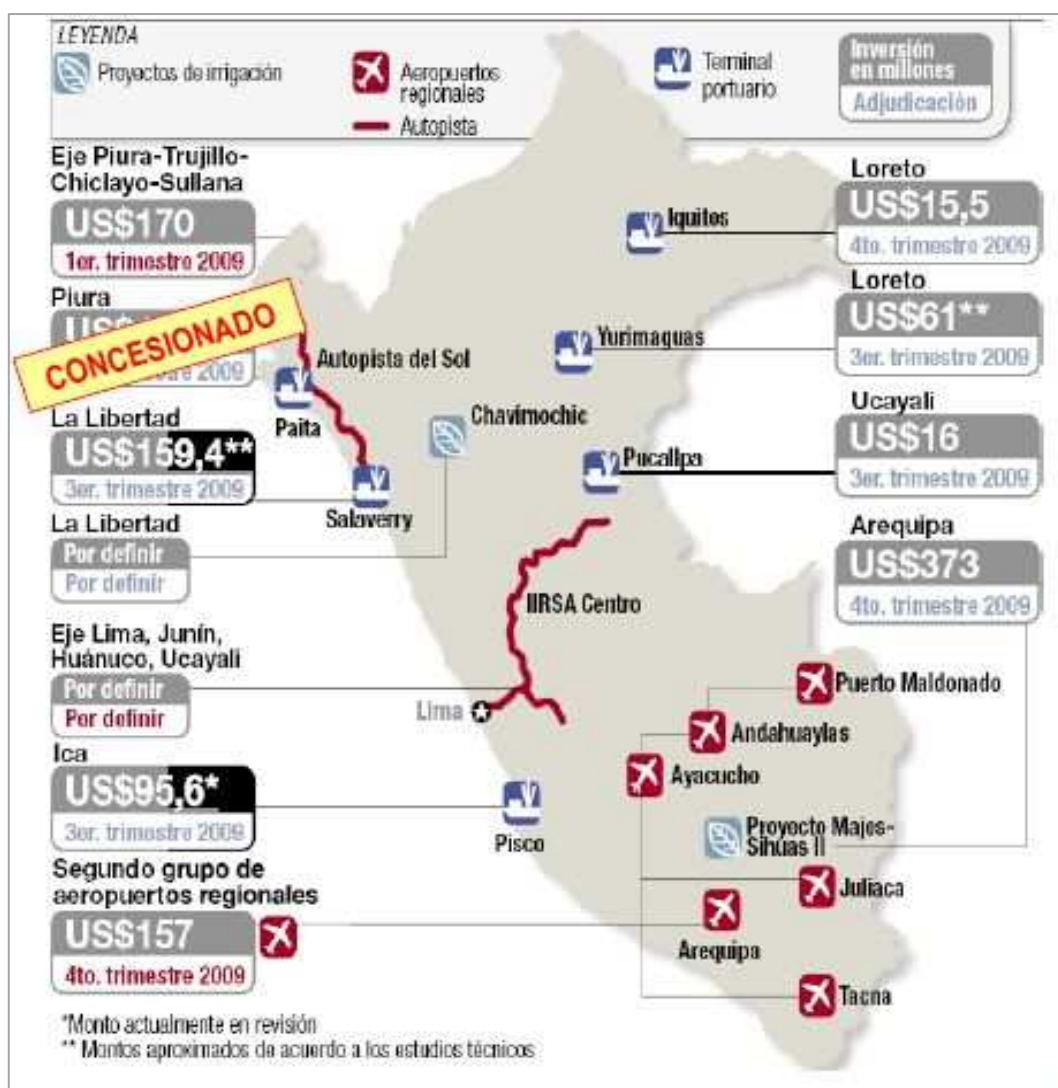 LEYENDA
Proyectos de irrigación
Aeropuertos
regionales
Autopista
Terminal
portuario
Inversión
en millones
Adjudicación
Eje Piura-Trujillo-
Chiclayo-Sullana
US$170
1er. trimestre 2009
Piura
2009
CONCESIONADO
La Libertad
US$159,4**
3er. trimestre 2009
La Libertad
Por definir
Por definir
Eje Lima, Junín,
Huánuco, Ucayali
Por definir
Por definir
Ica
US$95,6*
3er. trimestre 2009
Segundo grupo de
aeropuertos regionales
US$157
4to. trimestre 2009
Autopista del Sol
Paita
Chavimochic
Salaverry
Iquitos
Yurimaguas
Pucallpa
IIRSA Centro
Lima
Pisco
Loreto
US$15,5
4to. trimestre 2009
Loreto
US$61**
3er. trimestre 2009
Ucayali
US$16
3er. trimestre 2009
Arequipa
US$373
4to. trimestre 2009
Puerto Maldonado
Andahuaylas
Ayacucho
Proyecto Majes-
Sihuas II
Juliaca
Arequipa
Tacna
*Monto actualmente en revisión
** Montos aproximados de acuerdo a los estudios técnicos